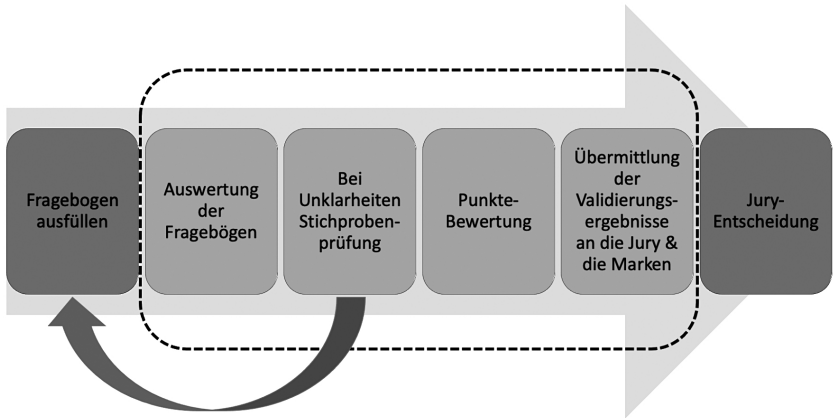 Fragebogen
ausfüllen
Auswertung
der
Fragebögen
Bei
Unklarheiten
Stichproben-
prüfung
Punkte-
Bewertung
Übermittlung
der
Validierungs-
ergebnisse
an die Jury &
die Marken
Jury-
Entscheidung